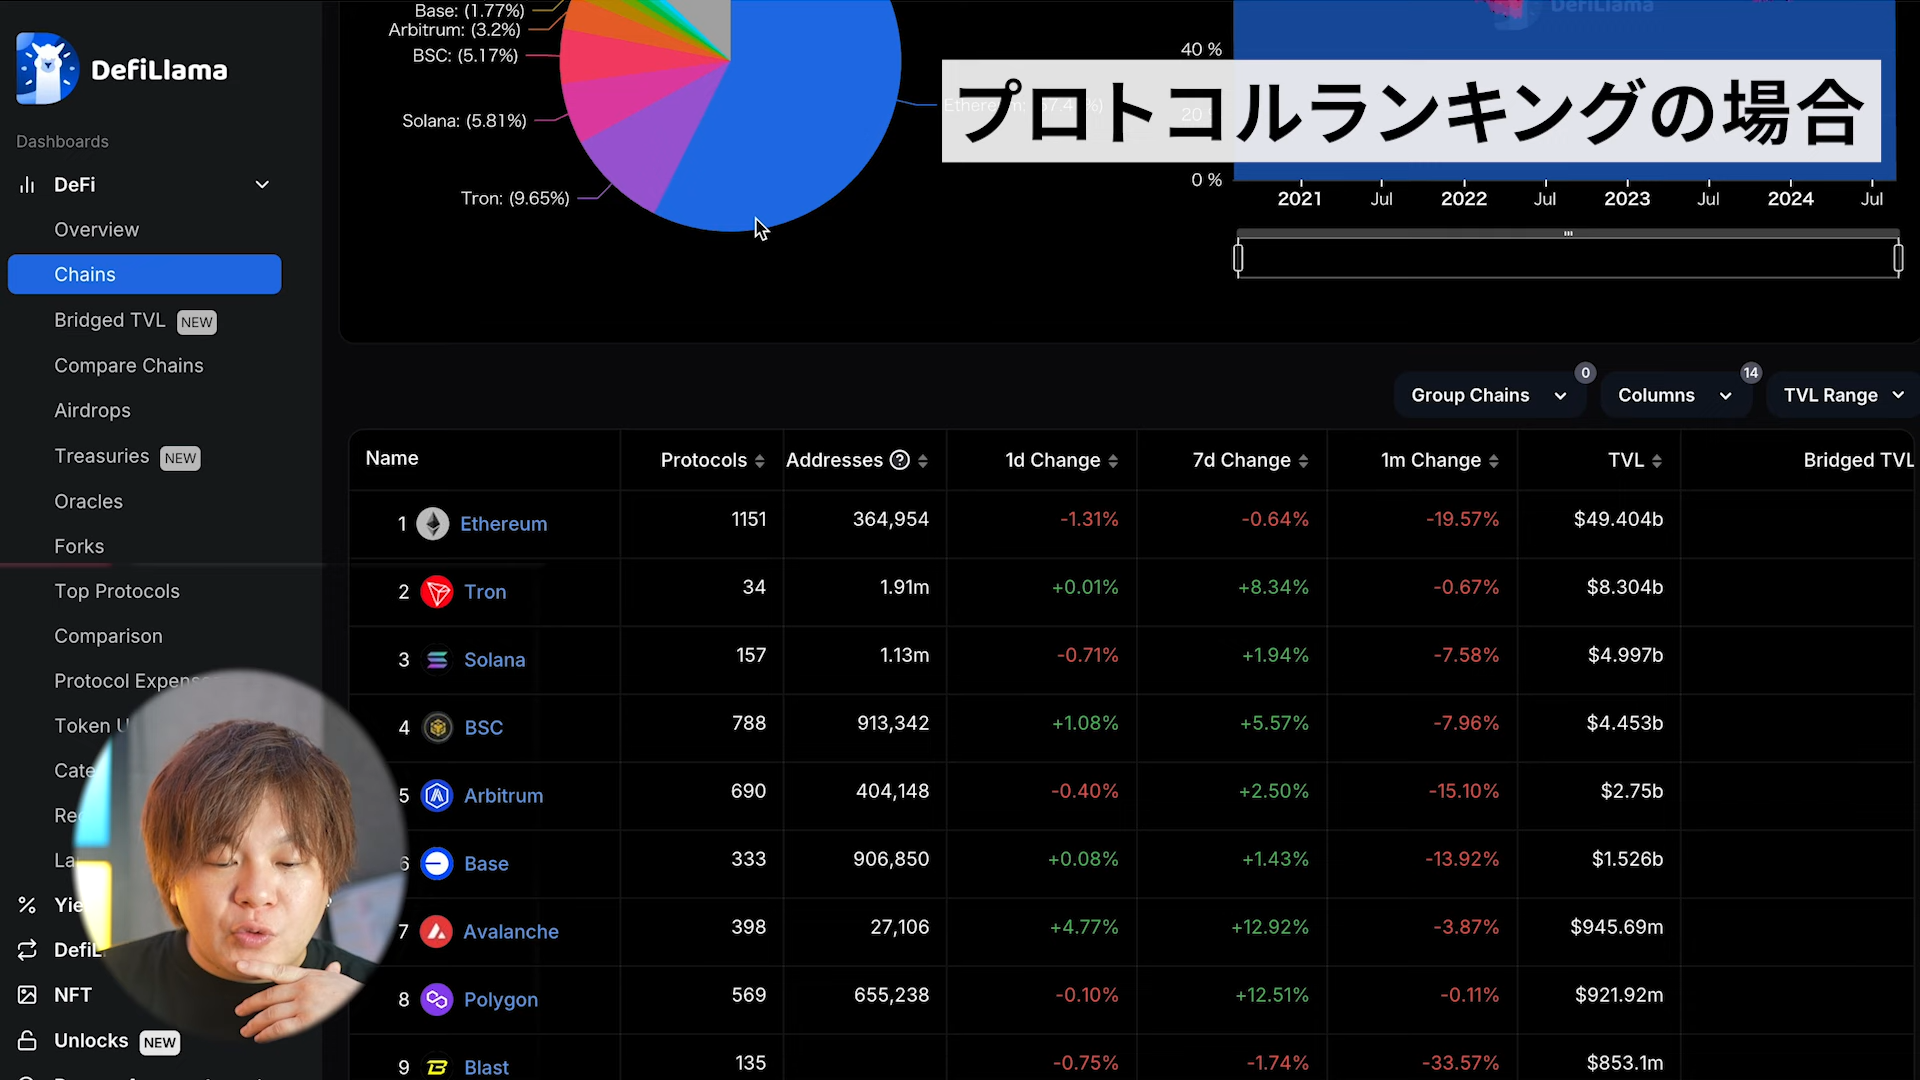 DefiLlama
Dashboards
DeFi
Overview
Chains
Bridged TVL NEW
Compare Chains
Airdrops
Treasuries NEW
Oracles
Forks
Top Protocols
Comparison
Protocol
Token
NFT
Unlocks NEW
Base: (1.77%)
Arbitrum: (3.2%)
BSC: (5.17%)
Solana: (5.81%)
Tron: (9.65%)
プロトコルランキングの場合
DefiLlama
40 %
20
0 %
2021 Jul 2022 Jul 2023 Jul 2024 Jul
Group Chains 0
Columns 14
TVL Range
Name Protocols Addresses 1d Change 7d Change 1m Change TVL Bridged TVL
1 Ethereum 1151 364,954 -1.31% -0.64% -19.57% $49.404b
2 Tron 34 1.91m +0.01% +8.34% -0.67% $8.304b
3 Solana 157 1.13m -0.71% +1.94% -7.58% $4.997b
4 BSC 788 913,342 +1.08% +5.57% -7.96% $4.453b
5 Arbitrum 690 404,148 -0.40% +2.50% -15.10% $2.75b
6 Base 333 906,850 +0.08% +1.43% -13.92% $1.526b
7 Avalanche 398 27,106 +4.77% +12.92% -3.87% $945.69m
8 Polygon 569 655,238 -0.10% +12.51% -0.11% $921.92m
9 Blast 135 -0.75% -1.74% -33.57% $853.1m